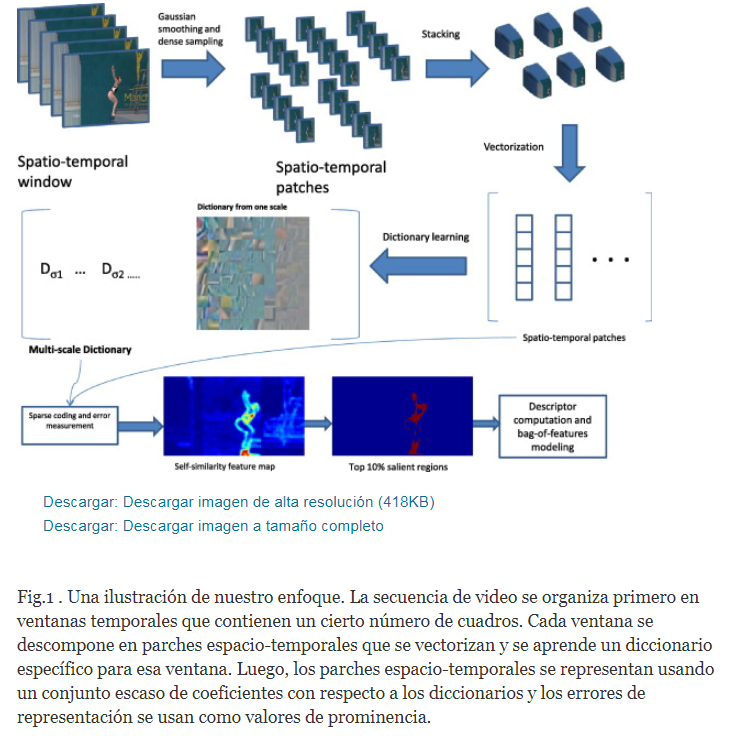 Gaussian
smoothing and
dense sampling
Stacking
Spatio-temporal
window
Spatio-temporal
patches
Vectorization
Dictionary from one scale
Dictionary learning
Dσ1 ... Dσ2 .....
Multi-scale Dictionary
Spatio-temporal patches
Sparse coding and error
measurement
Self-similarity feature map
Top 10% salient regions
Descriptor
computation and
bag-of-features
modeling
Descargar: Descargar imagen de alta resolución (418KB)
Descargar: Descargar imagen a tamaño completo
Fig.1 . Una ilustración de nuestro enfoque. La secuencia de video se organiza primero en
ventanas temporales que contienen un cierto número de cuadros. Cada ventana se
descompone en parches espacio-temporales que se vectorizan y se aprende un diccionario
específico para esa ventana. Luego, los parches espacio-temporales se representan usando
un conjunto escaso de coeficientes con respecto a los diccionarios y los errores de
representación se usan como valores de prominencia.